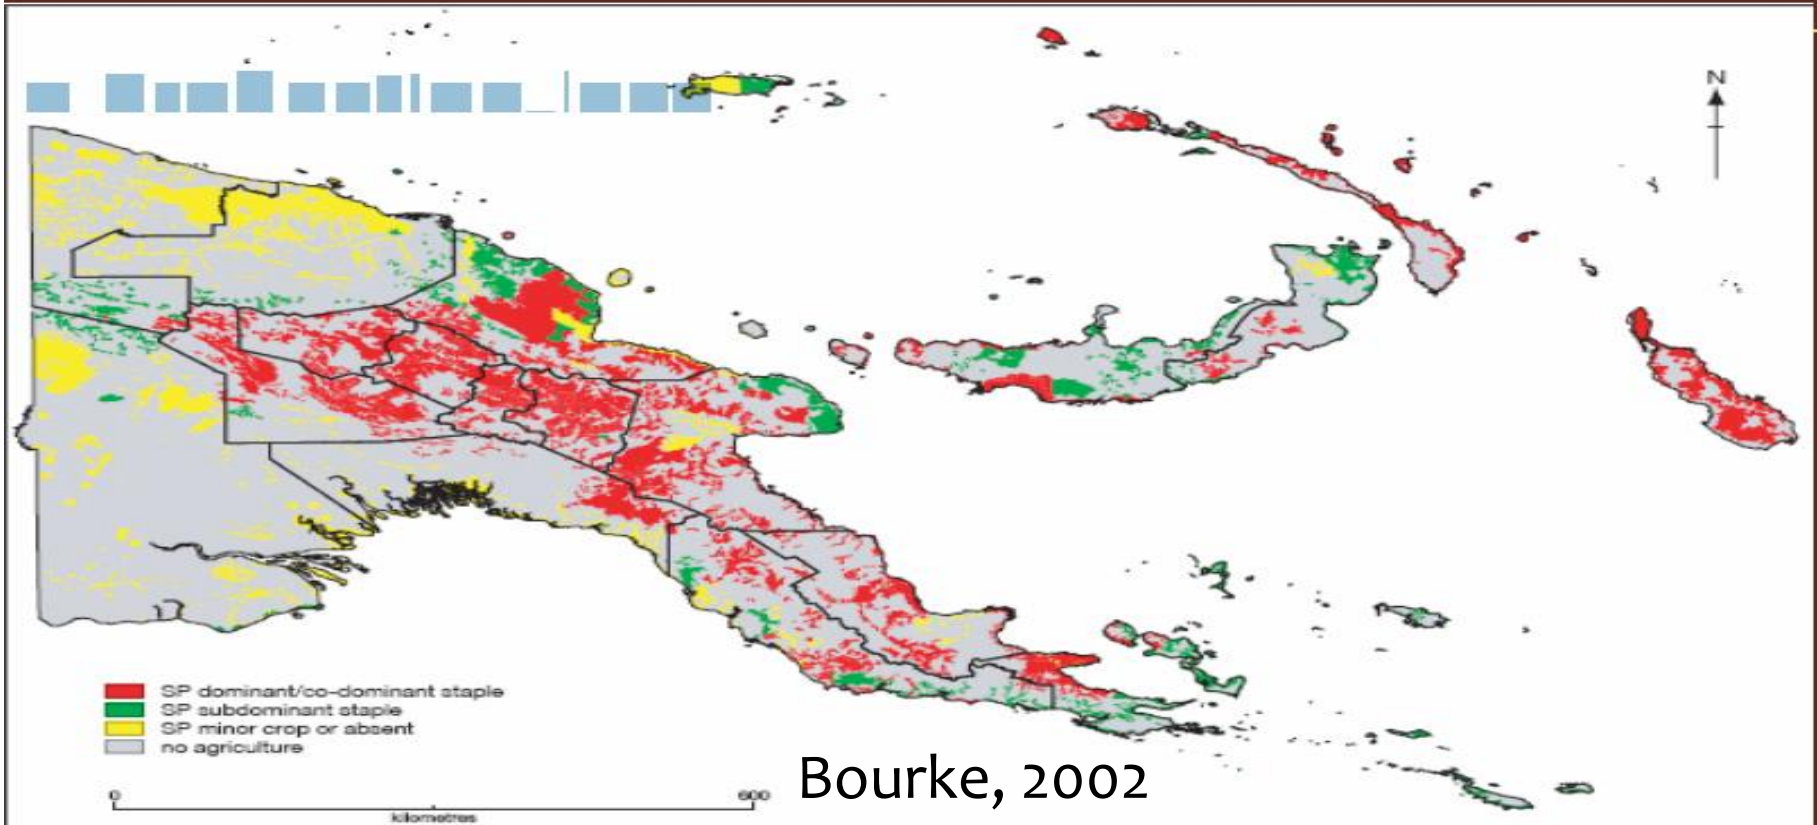 N
SP dominant/co-dominant staple
SP subdominant staple
SP minor crop or absent
no agriculture
0 600
kilometres
Bourke, 2002